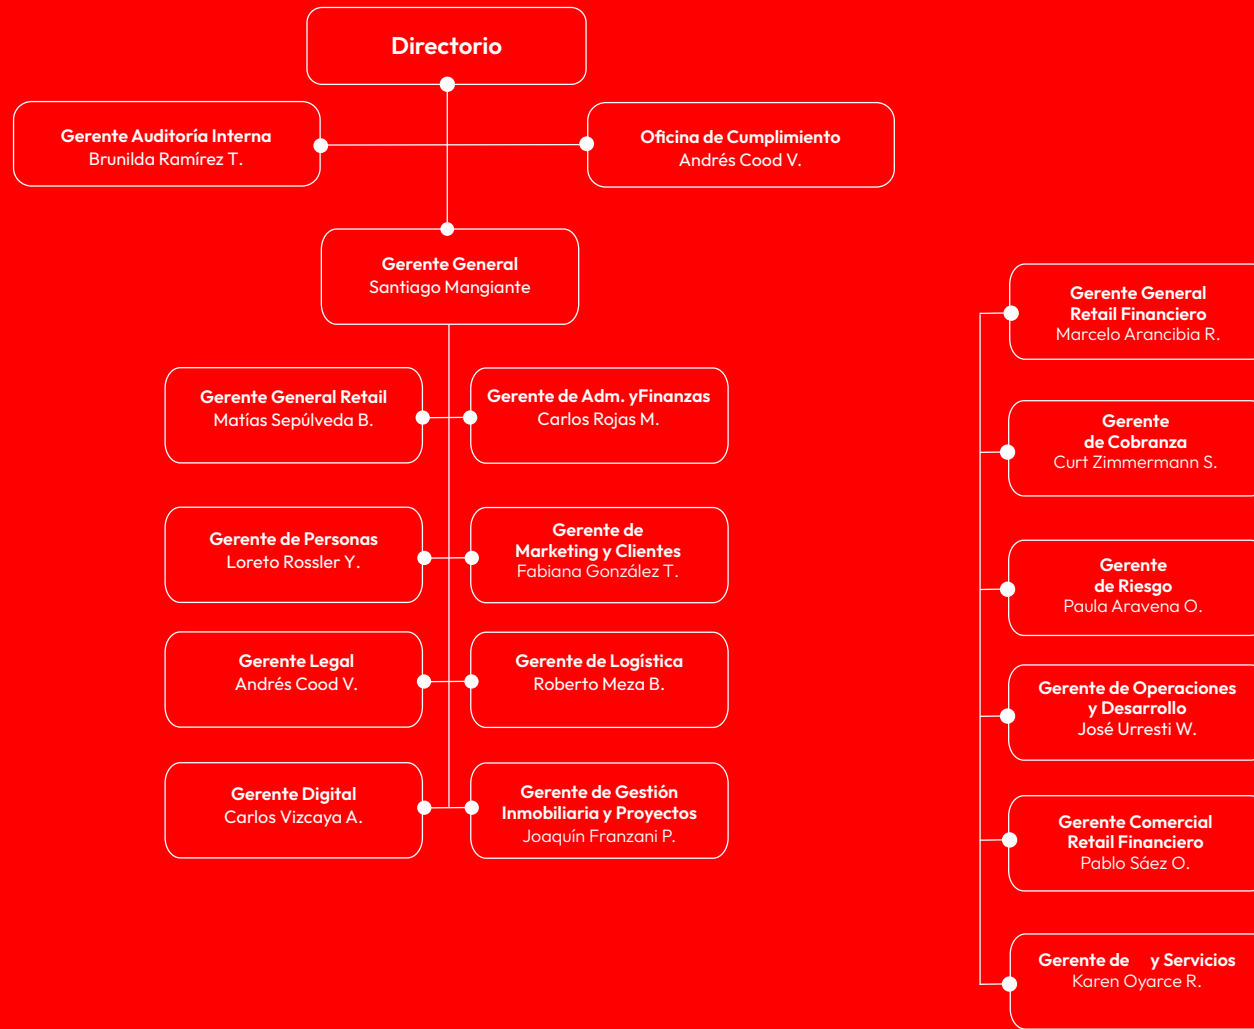 Directorio
Gerente Auditoría Interna
Brunilda Ramírez T.
Oficina de Cumplimiento
Andrés Cood V.
Gerente General
Santiago Mangiante
Gerente General Retail
Matías Sepúlveda B.
Gerente de Adm. yFinanzas
Carlos Rojas M.
Gerente de Personas
Loreto Rossler Y.
Gerente de
Marketing y Clientes
Fabiana González T.
Gerente Legal
Andrés Cood V.
Gerente de Logística
Roberto Meza B.
Gerente Digital
Carlos Vizcaya A.
Gerente de Gestión
Inmobiliaria y Proyectos
Joaquín Franzani P.
Gerente General
Retail Financiero
Marcelo Arancibia R.
Gerente
de Cobranza
Curt Zimmermann S.
Gerente
de Riesgo
Paula Aravena O.
Gerente de Operaciones
y Desarrollo
José Urresti W.
Gerente Comercial
Retail Financiero
Pablo Sáez O.
Gerente de y Servicios
Karen Oyarce R.